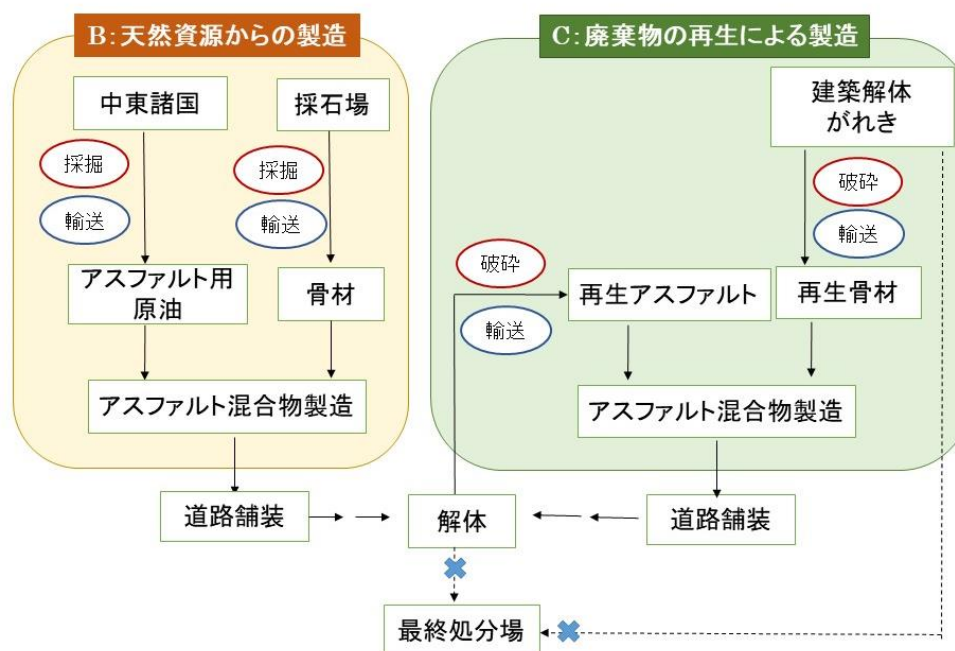 B:天然資源からの製造
中東諸国
採石場
採掘
採掘
輸送
輸送
アスファルト用
原油
骨材
アスファルト混合物製造
道路舗装
C:廃棄物の再生による製造
建築解体
がれき
破砕
輸送
破砕
輸送
再生アスファルト
再生骨材
アスファルト混合物製造
道路舗装
解体
最終処分場